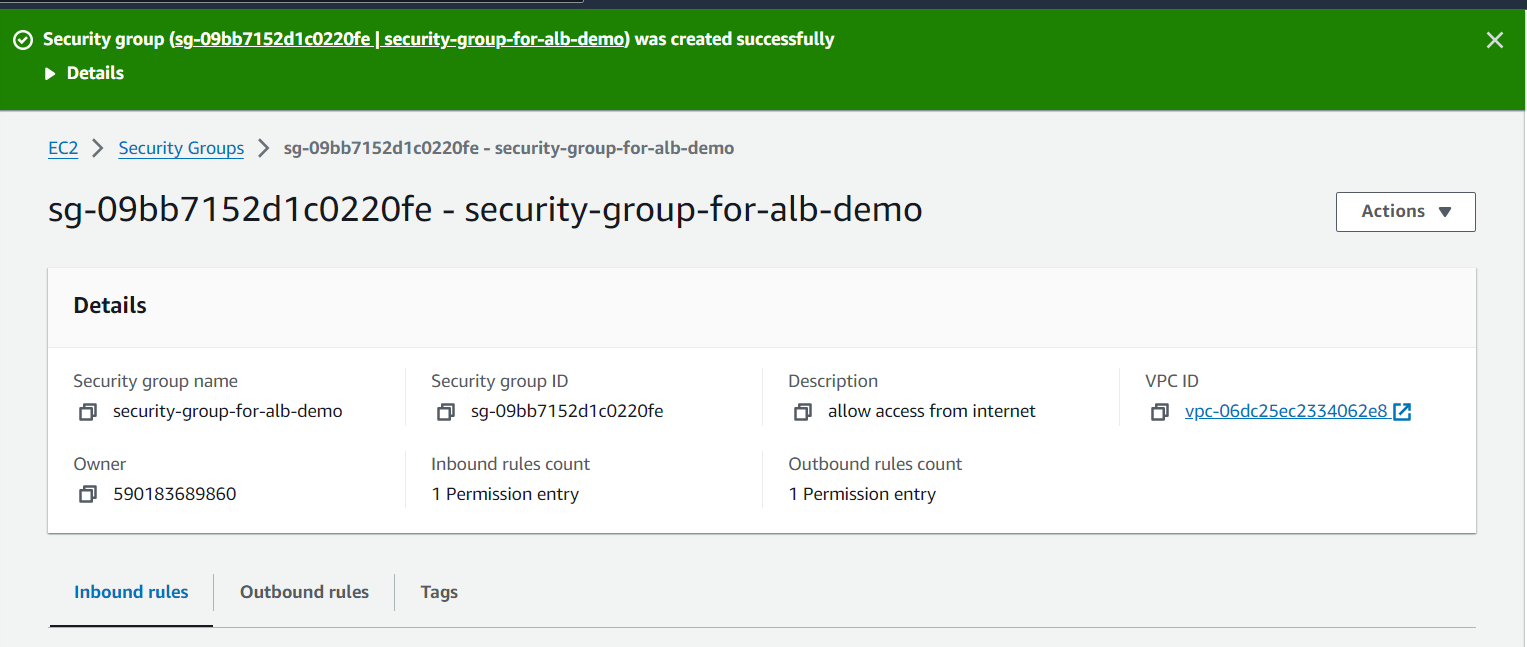 Security group (sg-09bb7152d1c0220fe | security-group-for-alb-demo) was created successfully
Details
EC2 Security Groups sg-09bb7152d1c0220fe - security-group-for-alb-demo
sg-09bb7152d1c0220fe - security-group-for-alb-demo
Actions
Details
Security group name
security-group-for-alb-demo
Security group ID
sg-09bb7152d1c0220fe
Description
allow access from internet
VPC ID
vpc-06dc25ec2334062e8
Owner
590183689860
Inbound rules count
1 Permission entry
Outbound rules count
1 Permission entry
Inbound rules Outbound rules Tags